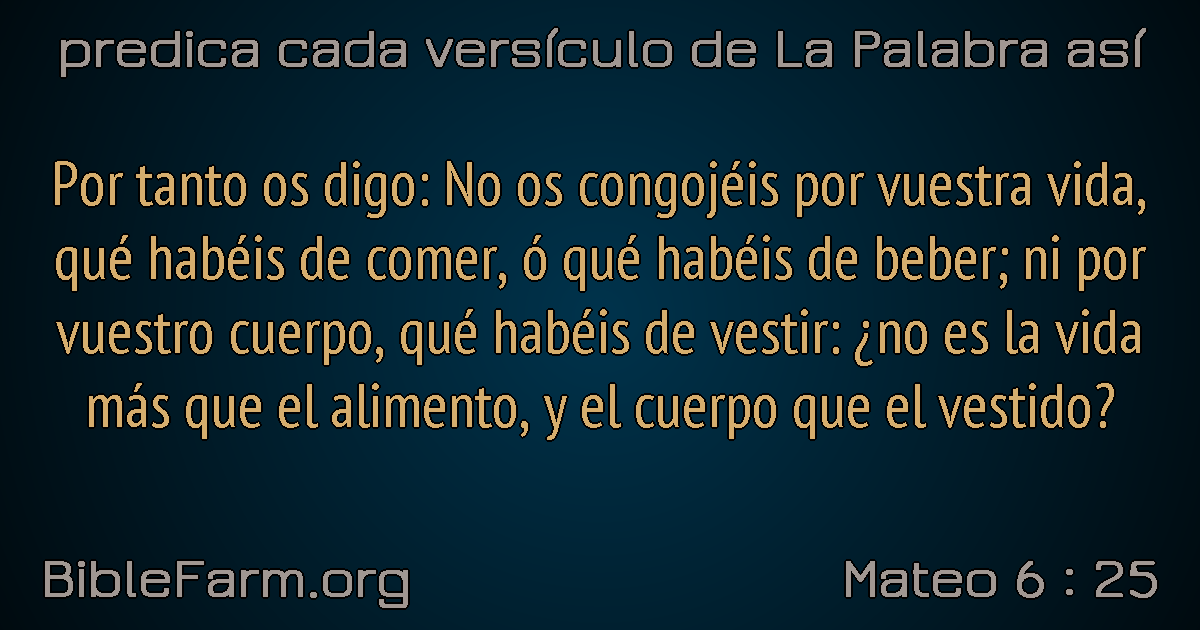 predica cada versículo de La Palabra así
Por tanto os digo: No os congojéis por vuestra vida,
qué habéis de comer, ó qué habéis de beber; ni por
vuestro cuerpo, qué habéis de vestir: ¿no es la vida
más que el alimento, y el cuerpo que el vestido?
BibleFarm.org
Mateo 6 : 25